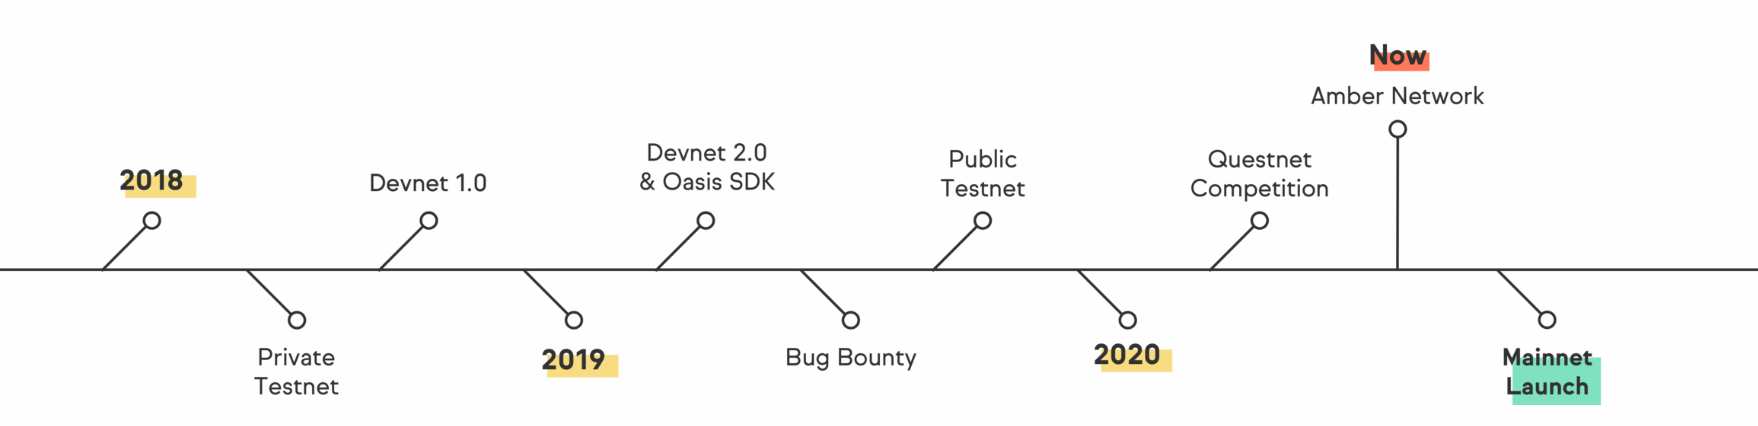 2018
Private
Testnet
Devnet 1.0
2019
Devnet 2.0
& Oasis SDK
Bug Bounty
Public
Testnet
2020
Questnet
Competition
Now
Amber Network
Mainnet
Launch